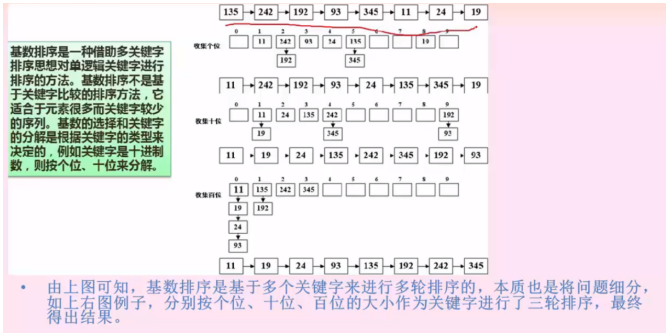 135 242 192 93 345 11 24 19
基数排序是一种借助多关键字
排序思想对单逻辑关键字进行
排序的方法。基数排序不是基
于关键字比较的排序方法，它
适合于元素很多而关键字较少
的序列。基数的选择和关键字
的分解是根据关键字的类型来
决定的，例如关键字是十进制
数，则按个位、十位来分解。
0 1 2 3 4 5 6 7 8 9
收集个位 11 242 93 24 135 19
192 345
11 242 192 93 24 135 345 19
0 1 2 3 4 5 6 7 8 9
收集十位 11 24 135 242 192
19 345 93
11 19 24 135 242 345 192 93
0 1 2 3 4 5 6 7 8 9
收集百位 11 135 242 345
19 192
24
93
11 19 24 93 135 192 242 345
• 由上图可知，基数排序是基于多个关键字来进行多轮排序的，本质也是将问题细分，
如上右图例子，分别按个位、十位、百位的大小作为关键字进行了三轮排序，最终
得出结果。